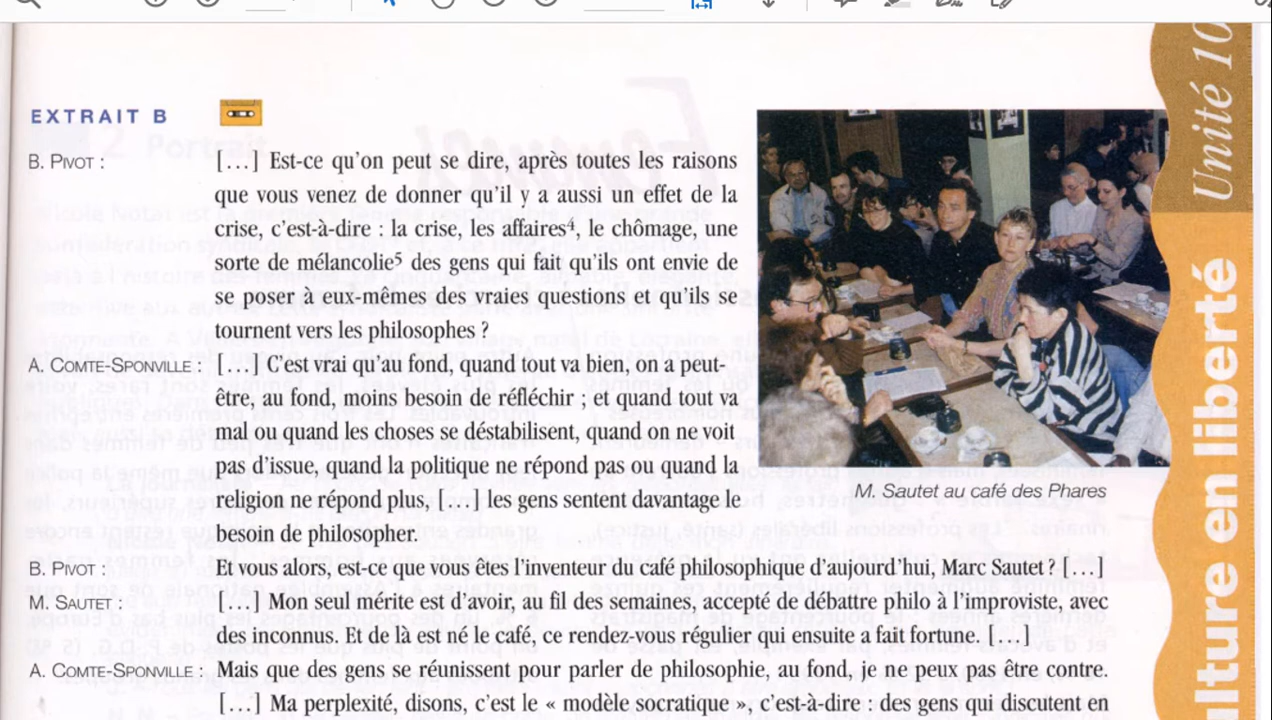 Unité 10
EXTRAIT B
B. PIVOT : […] Est-ce qu'on peut se dire, après toutes les raisons
que vous venez de donner qu'il y a aussi un effet de la
crise, c'est-à-dire : la crise, les affaires⁴, le chômage, une
sorte de mélancolie⁵ des gens qui fait qu'ils ont envie de
se poser à eux-mêmes des vraies questions et qu'ils se
tournent vers les philosophes ?
A. COMTE-SPONVILLE : […] C'est vrai qu'au fond, quand tout va bien, on a peut-
être, au fond, moins besoin de réfléchir ; et quand tout va
mal ou quand les choses se déstabilisent, quand on ne voit
pas d'issue, quand la politique ne répond pas ou quand la
religion ne répond plus, […] les gens sentent davantage le
besoin de philosopher.
M. Sautet au café des Phares
B. PIVOT : Et vous alors, est-ce que vous êtes l'inventeur du café philosophique d'aujourd'hui, Marc Sautet ? […]
M. SAUTET : […] Mon seul mérite est d'avoir, au fil des semaines, accepté de débattre philo à l'improviste, avec
des inconnus. Et de là est né le café, ce rendez-vous régulier qui ensuite a fait fortune. […]
A. COMTE-SPONVILLE : Mais que des gens se réunissent pour parler de philosophie, au fond, je ne peux pas être contre.
[…] Ma perplexité, disons, c'est le « modèle socratique », c'est-à-dire : des gens qui discutent en
ulture en liberté